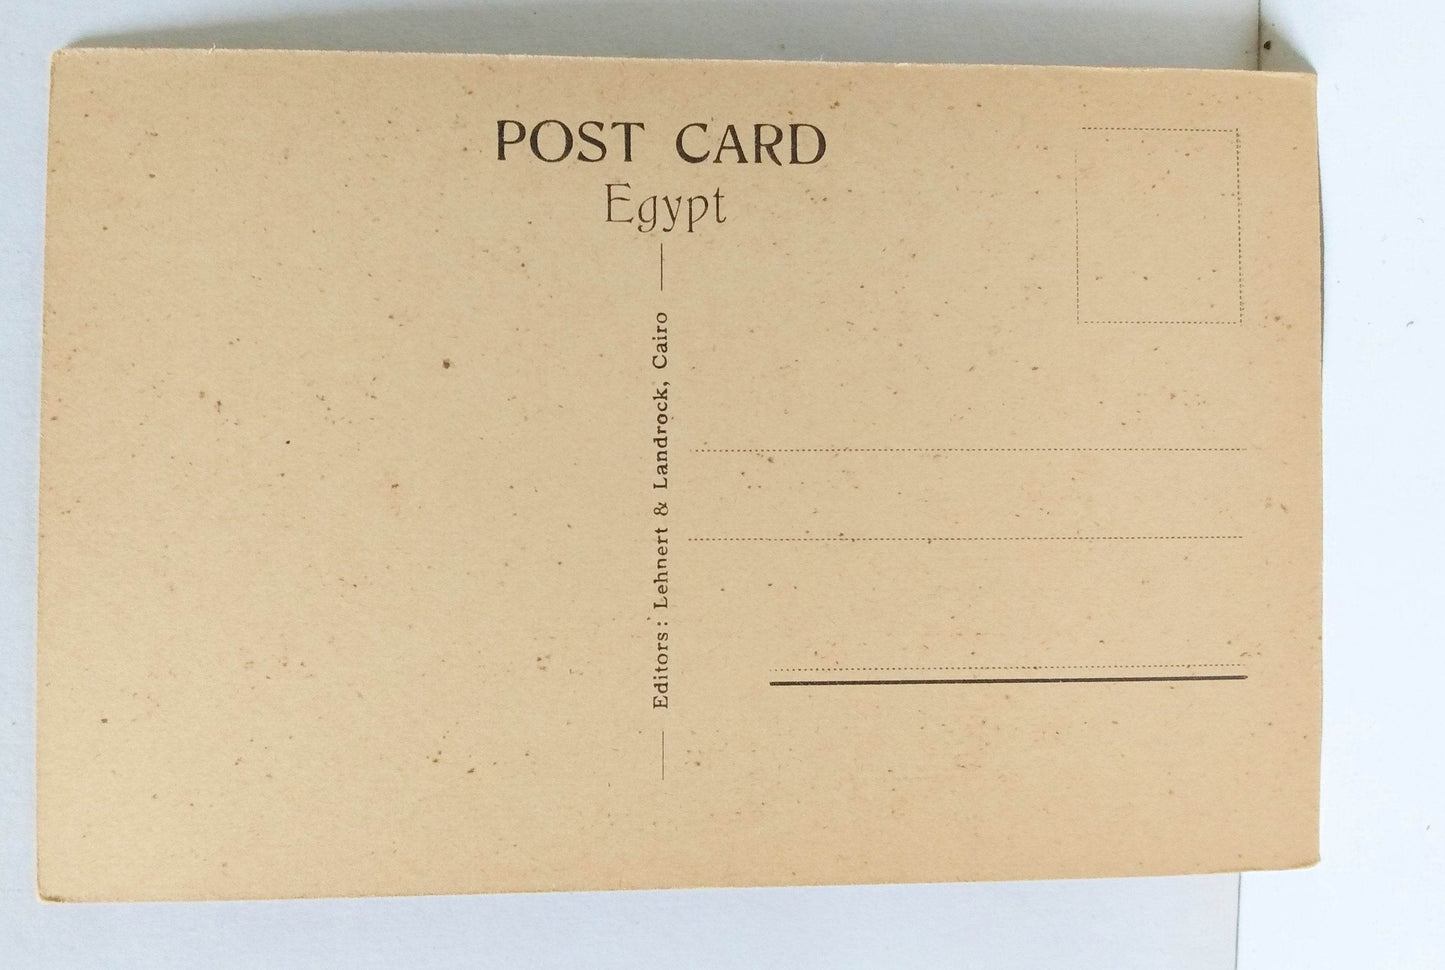 POST CARD
Egypt
Editors: Lehnert & Landrock, Cairo